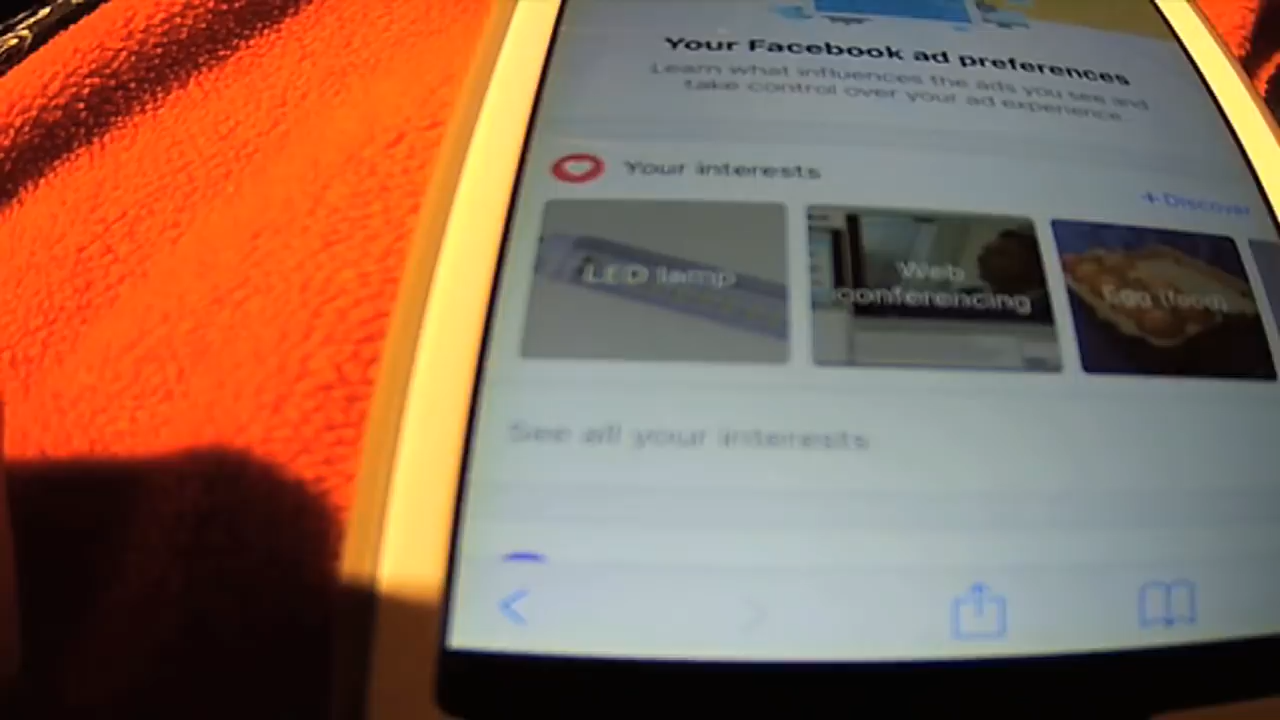 Your Facebook ad preferences
Learn what influences the ads you see and
take control over your ad experience.
Your interests
+ Discover
LED lamp
Web
conferencing
Egg (food)
See all your interests